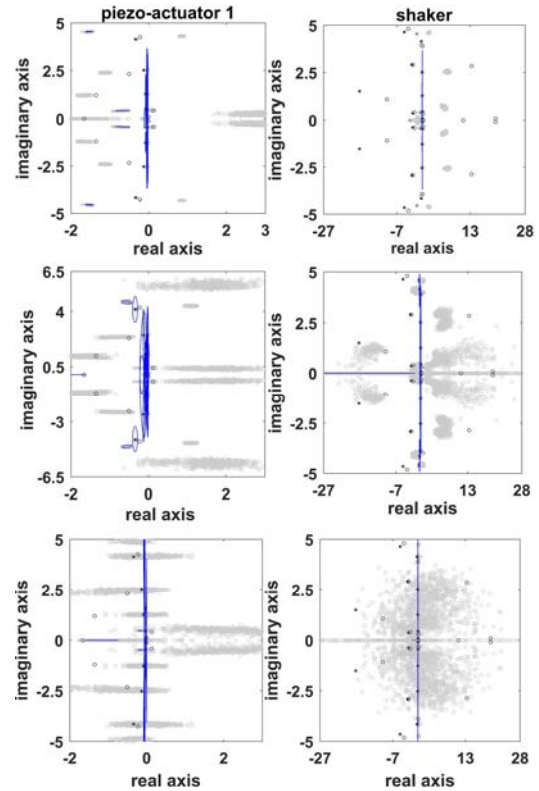 piezo-actuator 1
shaker
imaginary axis
5
2.5
0
-2.5
-5
-2 -1 0 1 2 3
real axis
imaginary axis
5
2.5
0
-2.5
-5
-27 -7 13 28
real axis
imaginary axis
6.5
4
0.5
-3
-6.5
-2 0 2
real axis
imaginary axis
5
2.5
0
-2.5
-5
-27 -7 13 28
real axis
imaginary axis
5
2.5
0
-2.5
-5
-2 0 2
real axis
imaginary axis
5
2.5
0
-2.5
-5
-27 -7 13 28
real axis